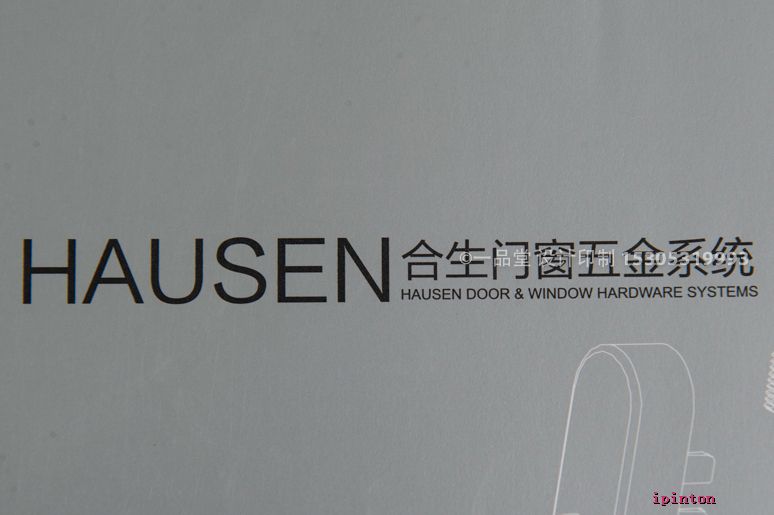 HAUSEN
合生门窗五金系统
©一品堂 设计印制 15305319993
HAUSEN DOOR & WINDOW HARDWARE SYSTEMS
ipinton